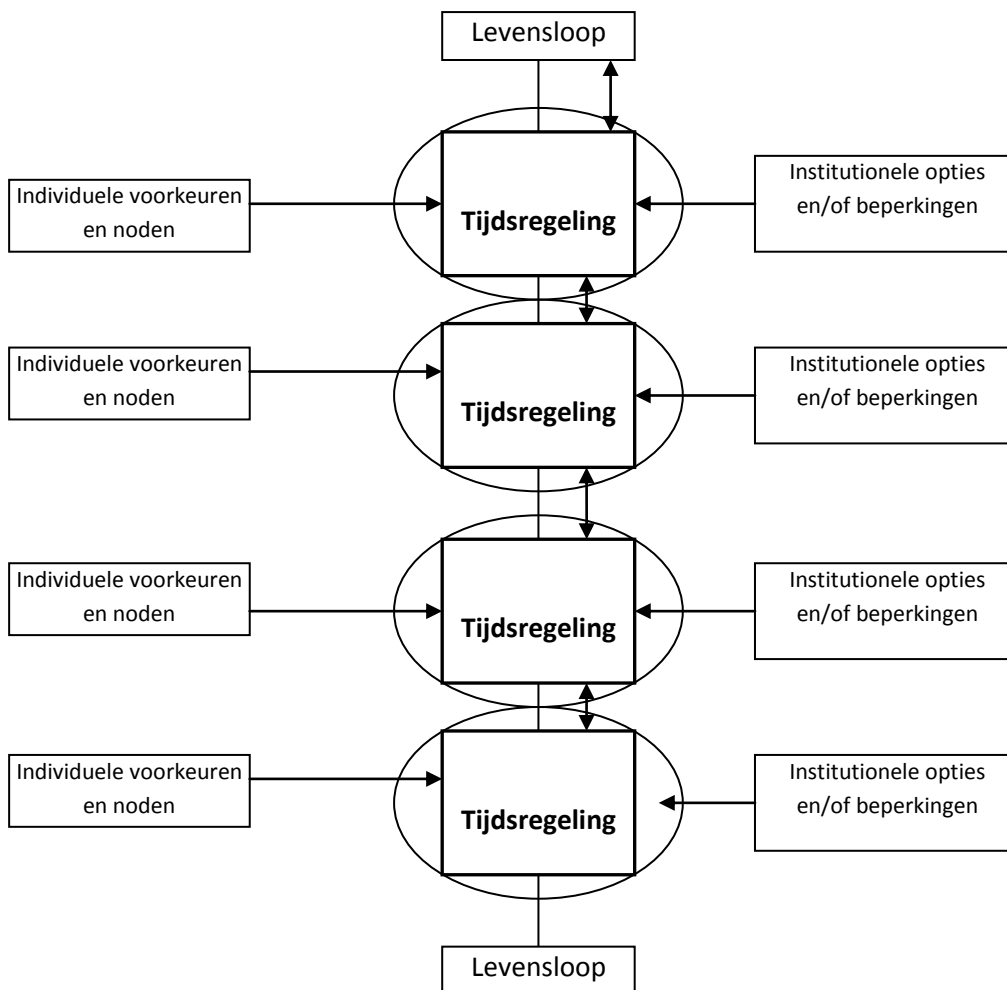 Levensloop
Individuele voorkeuren
en noden
Tijdsregeling
Institutionele opties
en/of beperkingen
Individuele voorkeuren
en noden
Tijdsregeling
Institutionele opties
en/of beperkingen
Individuele voorkeuren
en noden
Tijdsregeling
Institutionele opties
en/of beperkingen
Individuele voorkeuren
en noden
Tijdsregeling
Institutionele opties
en/of beperkingen
Levensloop